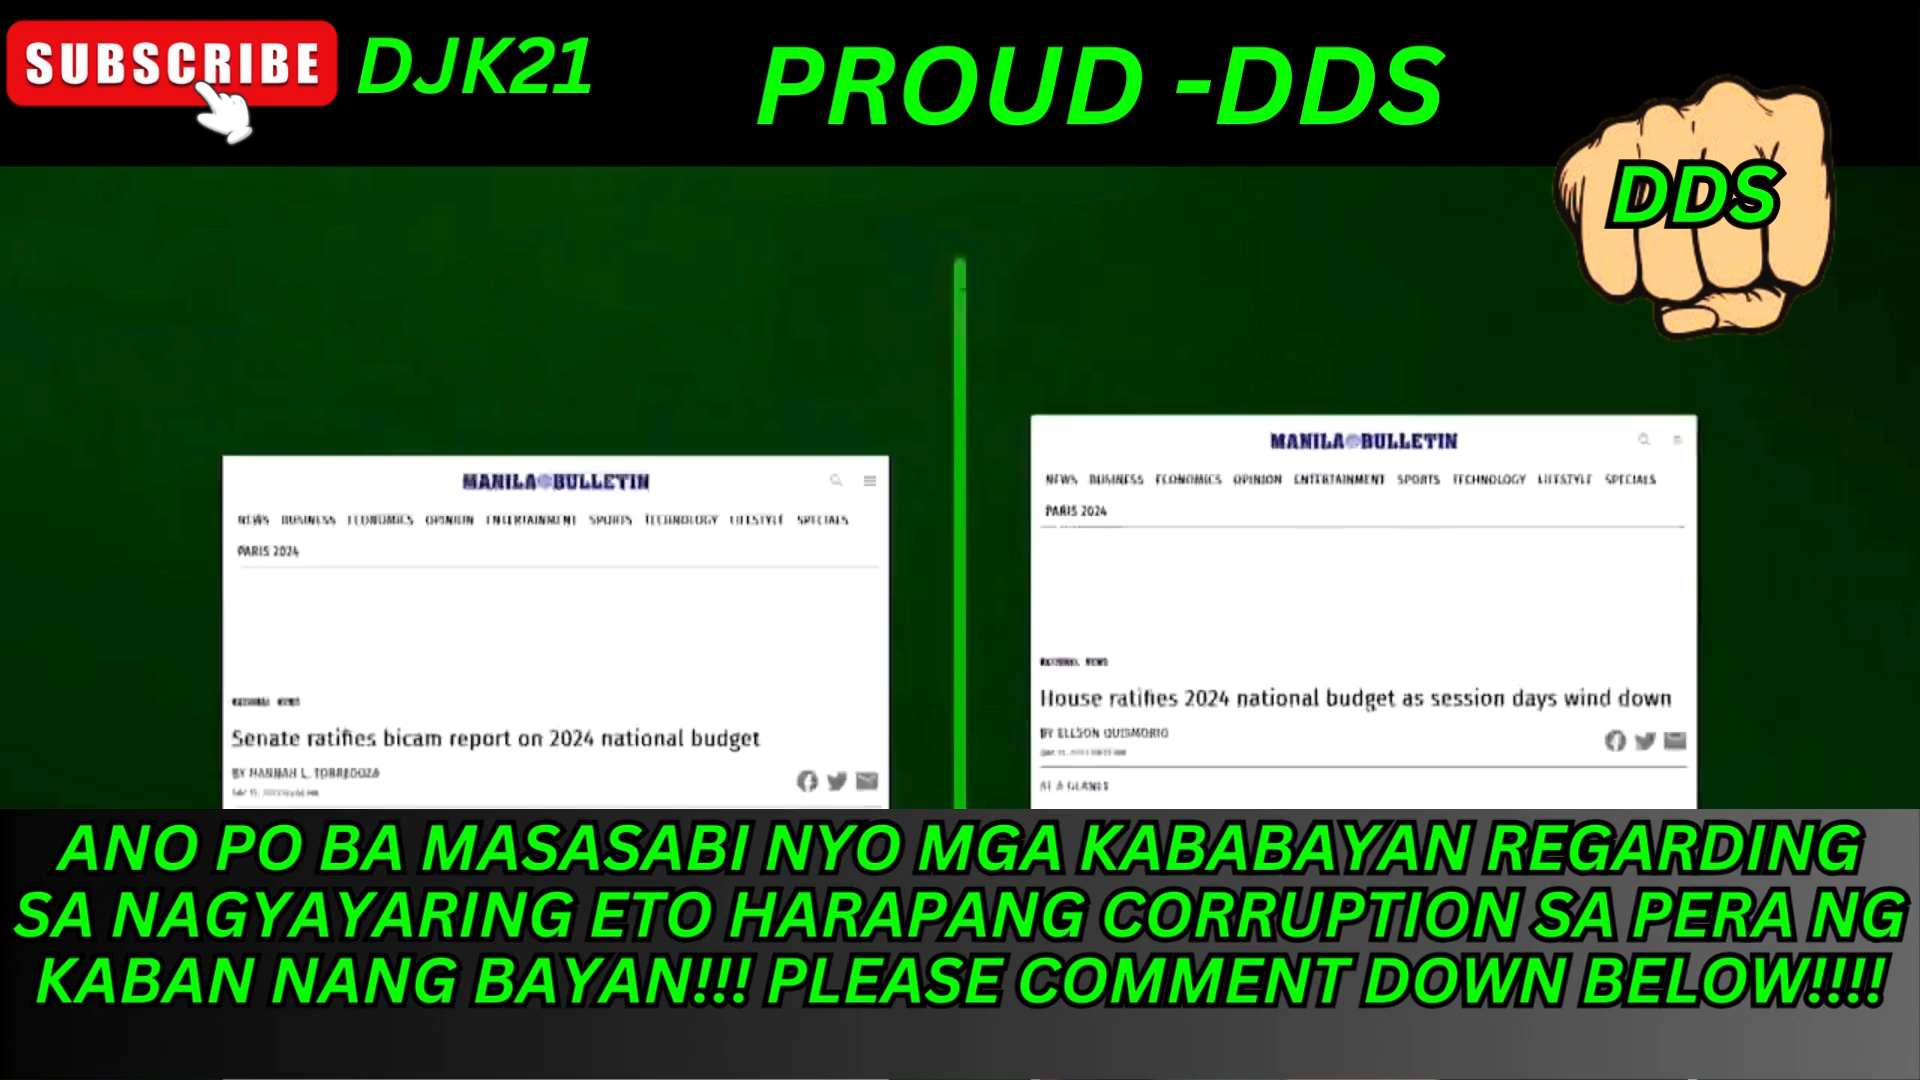 SUBSCRIBE
DJK21
PROUD -DDS
DDS
MANILA BULLETIN
NEWS BUSINESS ECONOMICS OPINION ENTERTAINMENT SPORTS TECHNOLOGY LIFESTYLE SPECIALS
PARIS 2024
NATIONAL NEWS
Senate ratifies bicam report on 2024 national budget
BY HANNAH L. TORREGOZA
MANILA BULLETIN
NEWS BUSINESS ECONOMICS OPINION ENTERTAINMENT SPORTS TECHNOLOGY LIFESTYLE SPECIALS
PARIS 2024
NATIONAL NEWS
House ratifies 2024 national budget as session days wind down
BY ELLSON QUISMORIO
AT A GLANCE
ANO PO BA MASASABI NYO MGA KABABAYAN REGARDING
SA NAGYAYARING ETO HARAPANG CORRUPTION SA PERA NG
KABAN NANG BAYAN!!! PLEASE COMMENT DOWN BELOW!!!!